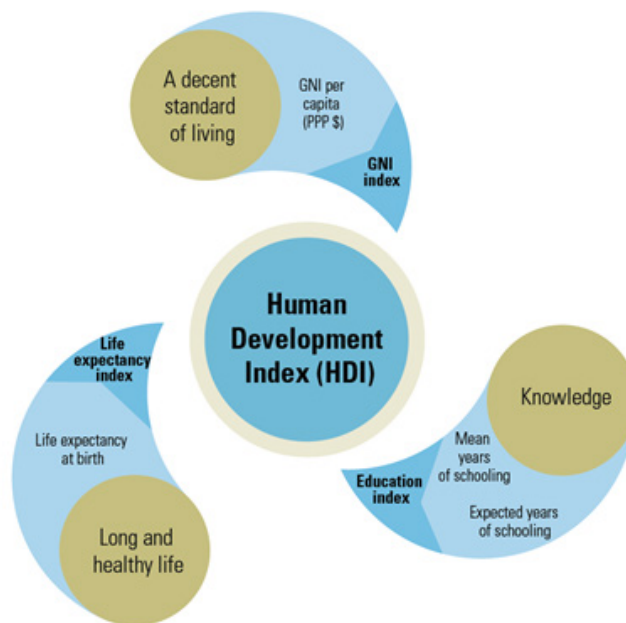 A decent
standard
of living
GNI per
capita
(PPP $)
GNI
index
Human
Development
Index (HDI)
Life
expectancy
index
Life expectancy
at birth
Long and
healthy life
Knowledge
Mean
years
of schooling
Education
index
Expected years
of schooling